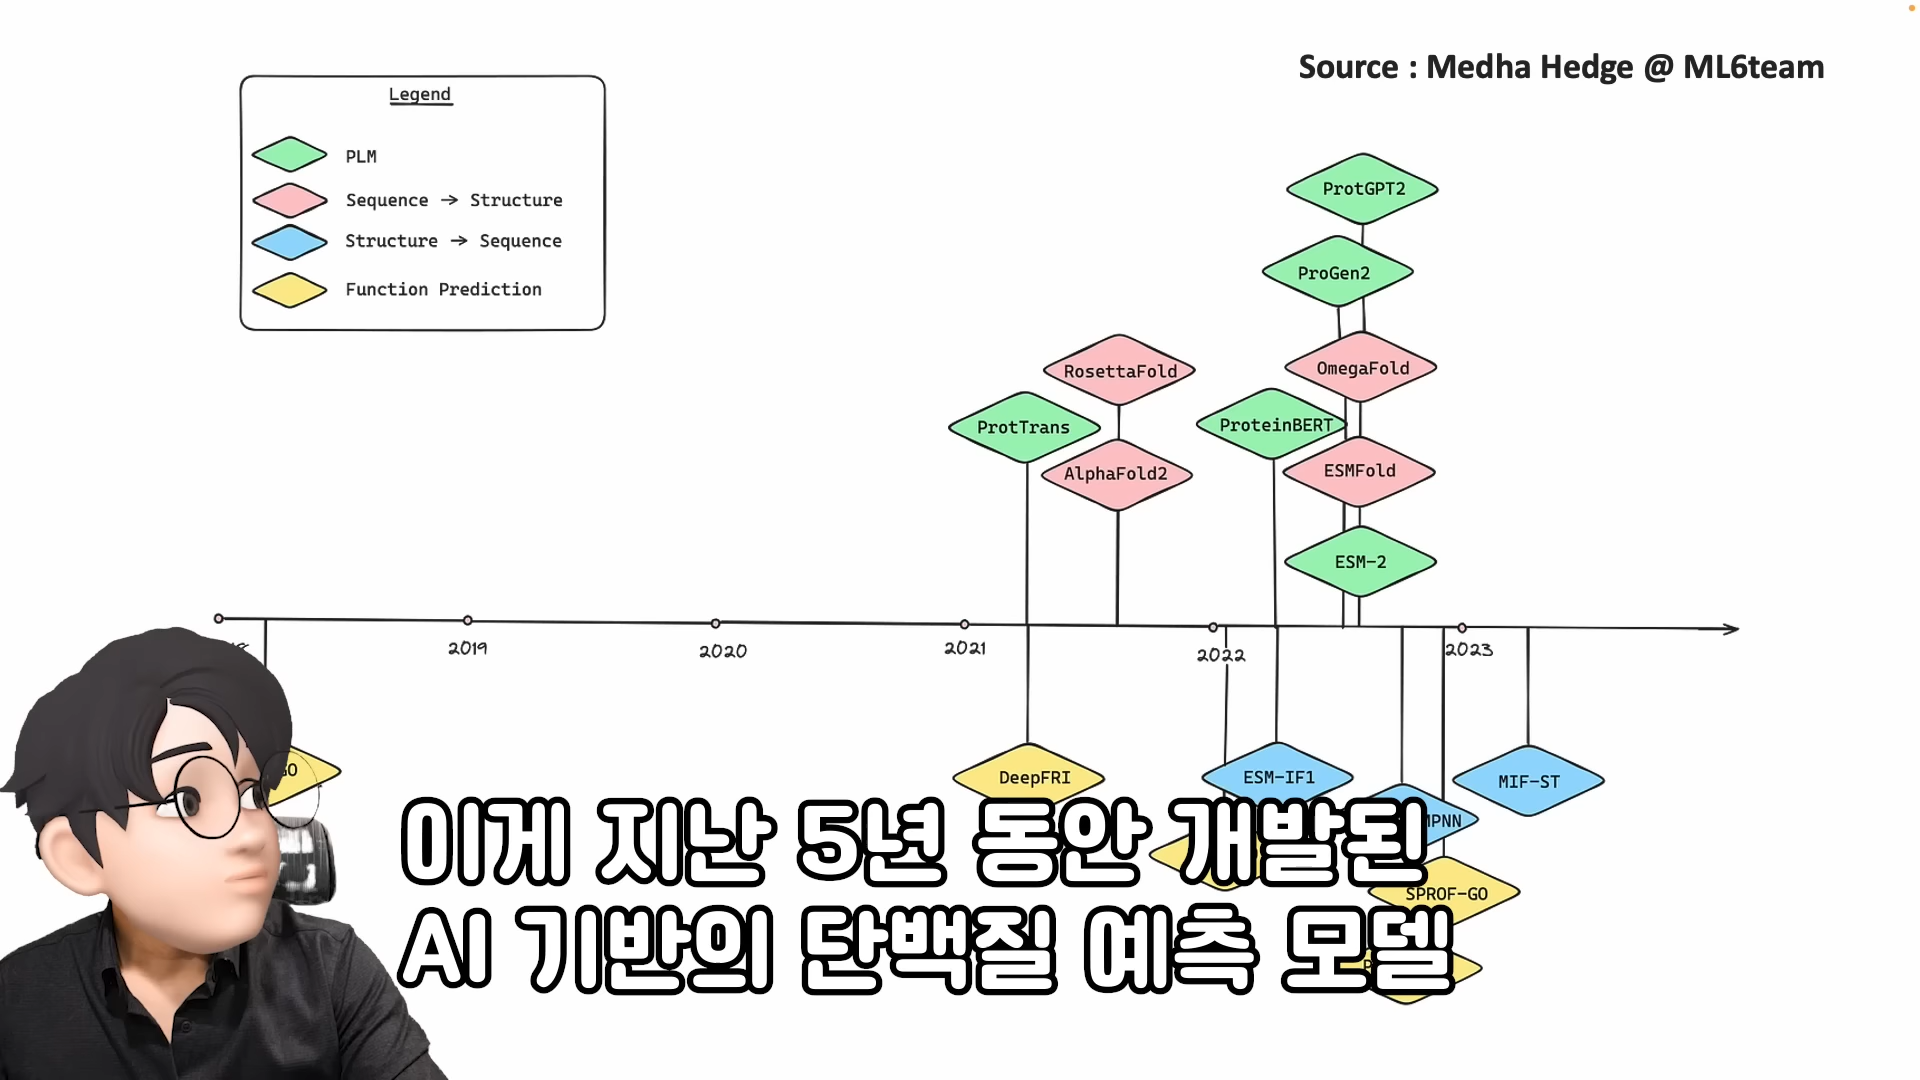 Source : Medha Hedge @ ML6team
Legend
PLM
Sequence → Structure
Structure → Sequence
Function Prediction
ProtGPT2
ProGen2
OmegaFold
RosettaFold
ProteinBERT
ProtTrans
ESMFold
AlphaFold2
ESM-2
2019
2020
2021
2022
2023
DeepFRI
ESM-IF1
MIF-ST
SPROF-GO
이게 지난 5년 동안 개발된
AI 기반의 단백질 예측 모델